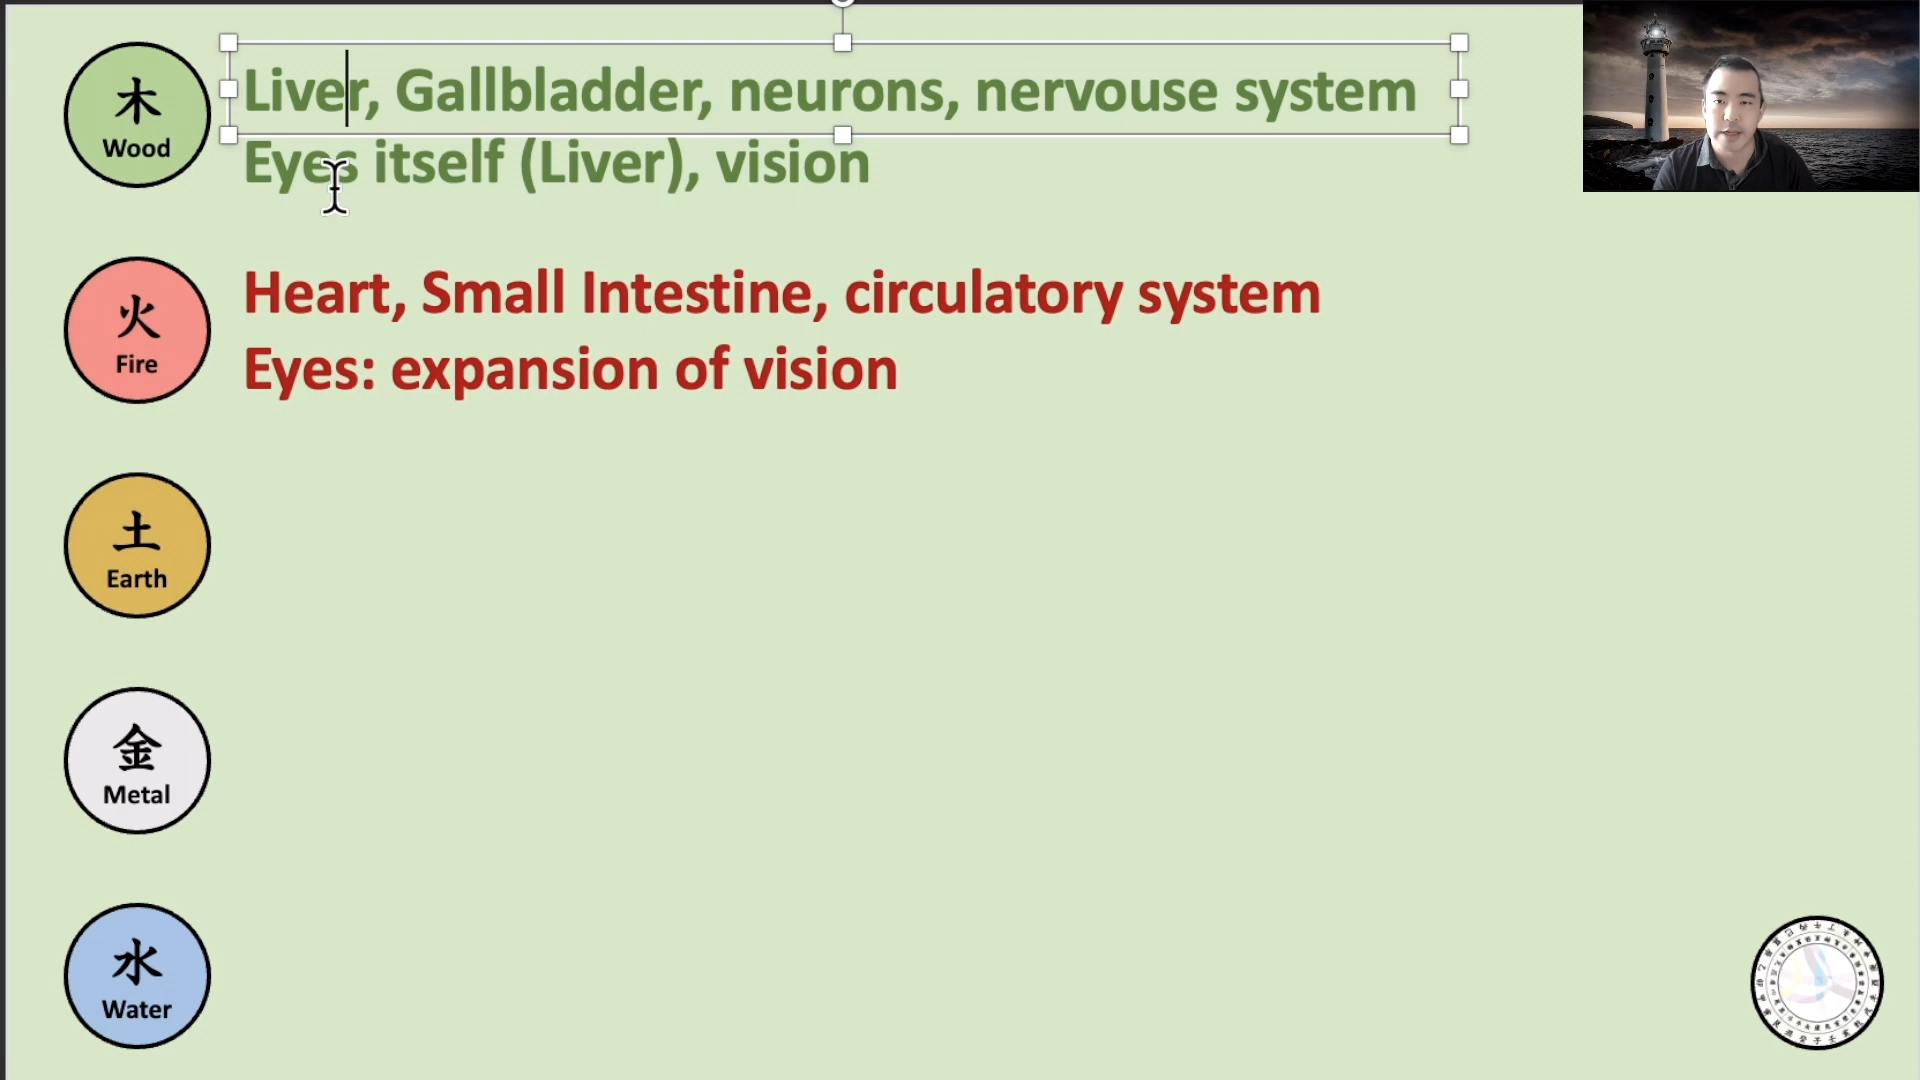 木
Wood
Liver, Gallbladder, neurons, nervouse system
Eyes itself (Liver), vision
火
Fire
Heart, Small Intestine, circulatory system
Eyes: expansion of vision
土
Earth
金
Metal
水
Water